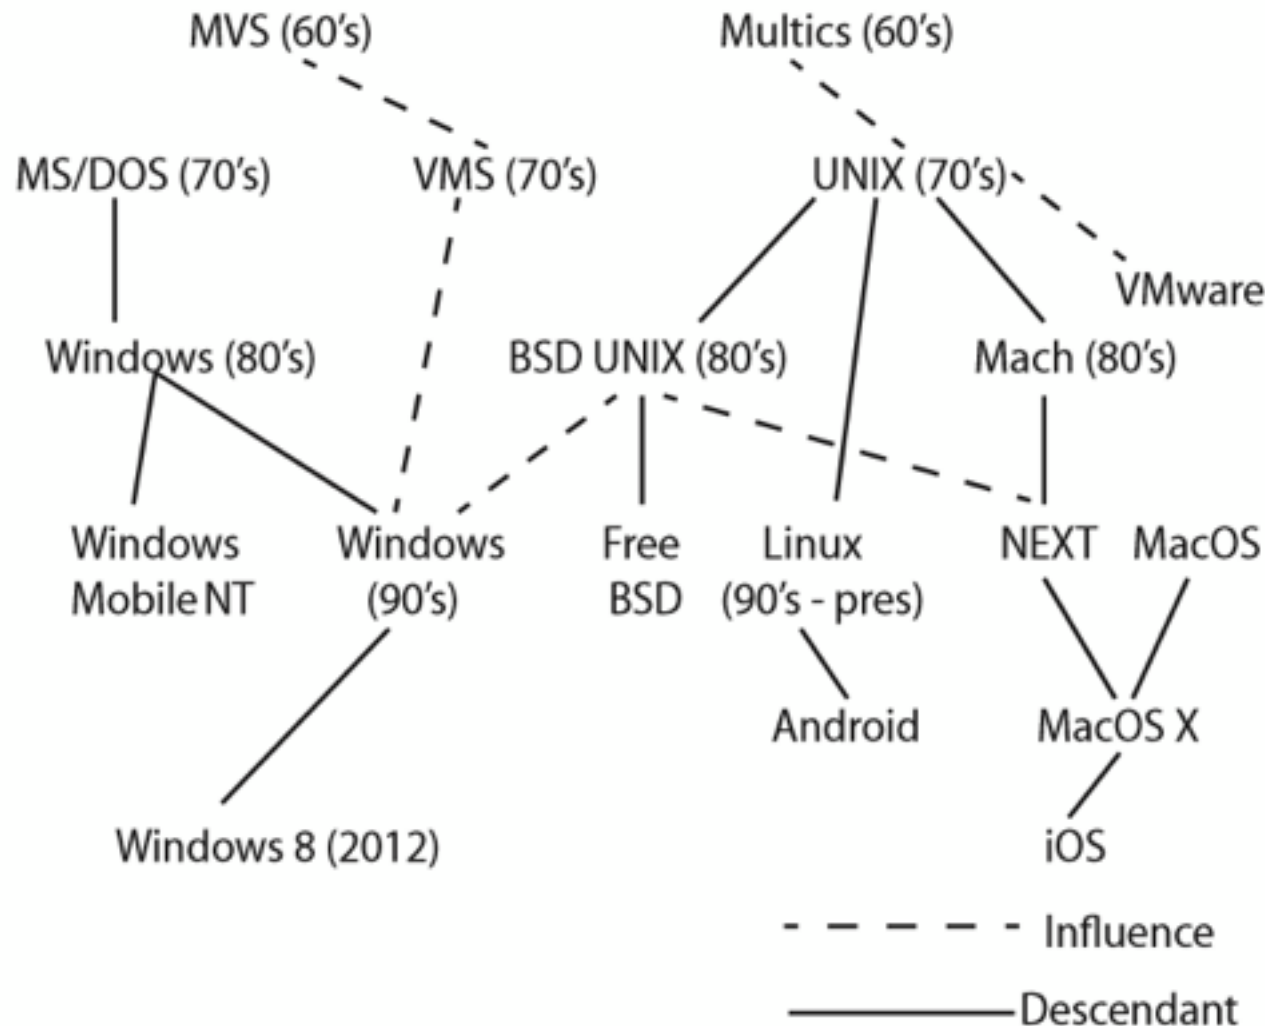 MVS (60's)
Multics (60's)
MS/DOS (70's)
VMS (70's)
UNIX (70's)
VMware
Windows (80's)
BSD UNIX (80's)
Mach (80's)
Windows
Mobile NT
Windows
(90's)
Free
BSD
Linux
(90's - pres)
NEXT
MacOS
Android
MacOS X
Windows 8 (2012)
iOS
Influence
Descendant